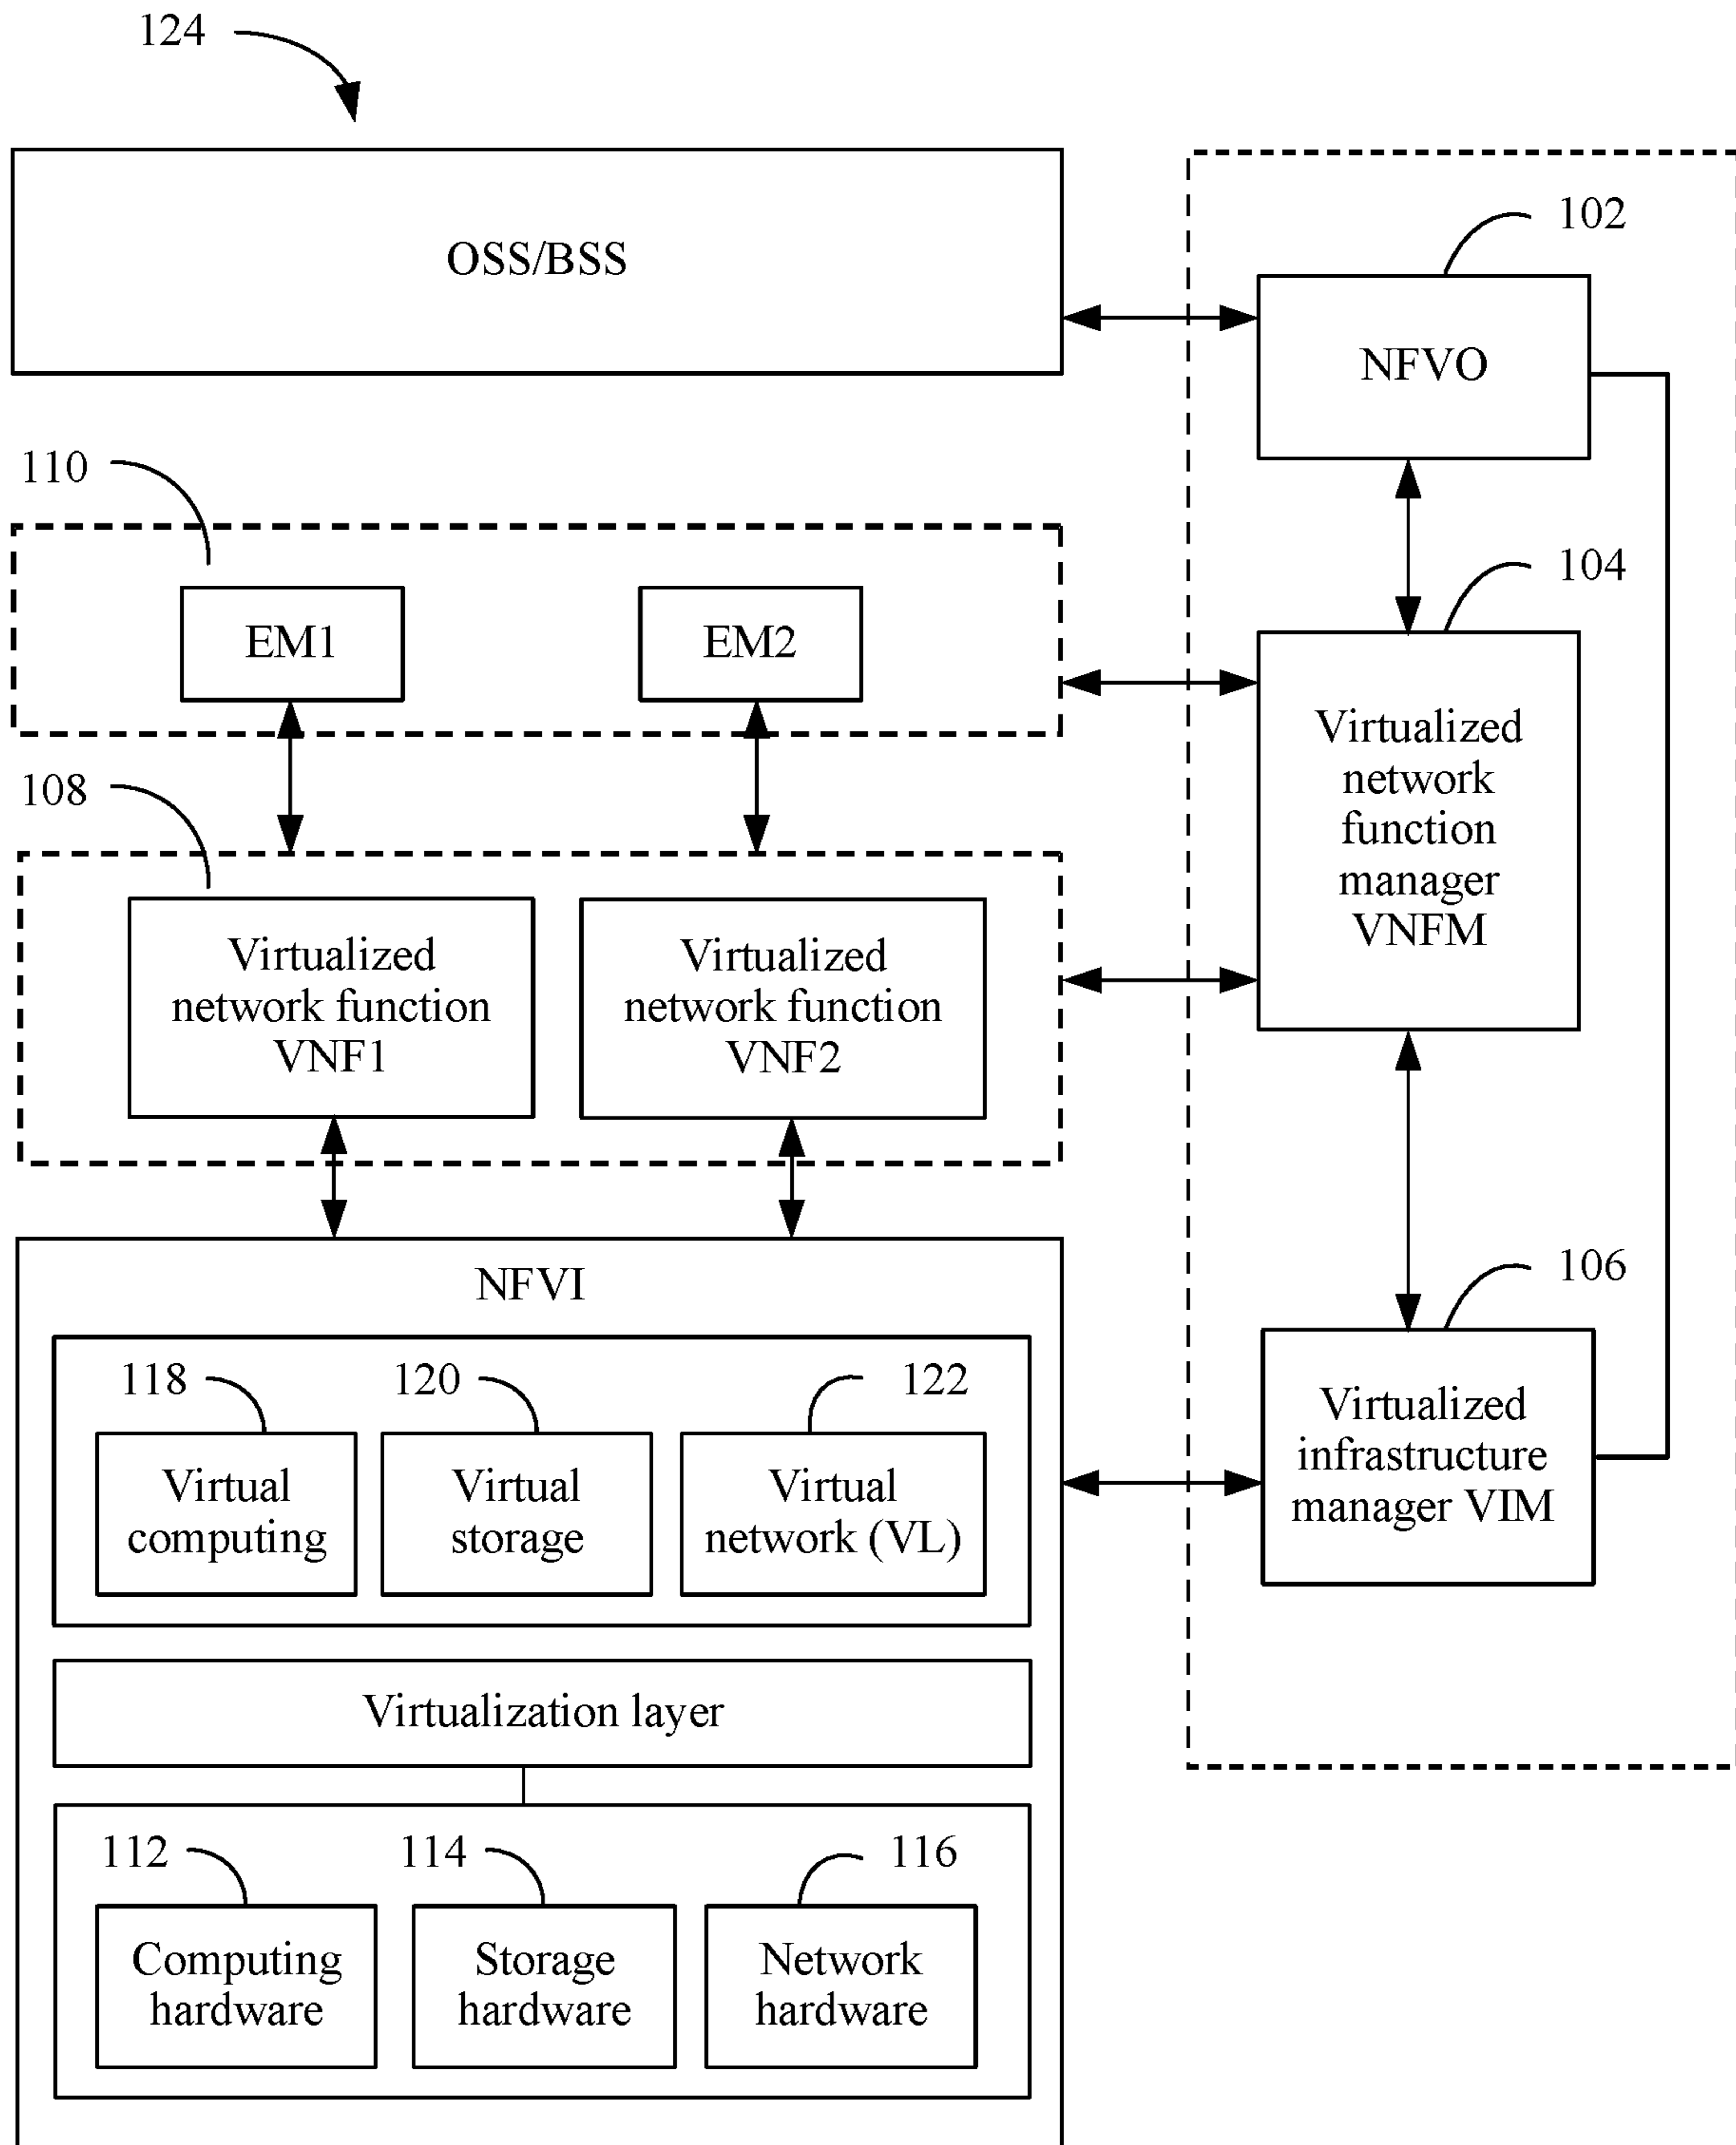 124
OSS/BSS
102
NFVO
110
EM1
EM2
104
Virtualized
network
function
manager
VNFM
108
Virtualized
network function
VNF1
Virtualized
network function
VNF2
NFVI
106
Virtualized
infrastructure
manager VIM
118
120
122
Virtual
computing
Virtual
storage
Virtual
network (VL)
Virtualization layer
112
114
116
Computing
hardware
Storage
hardware
Network
hardware